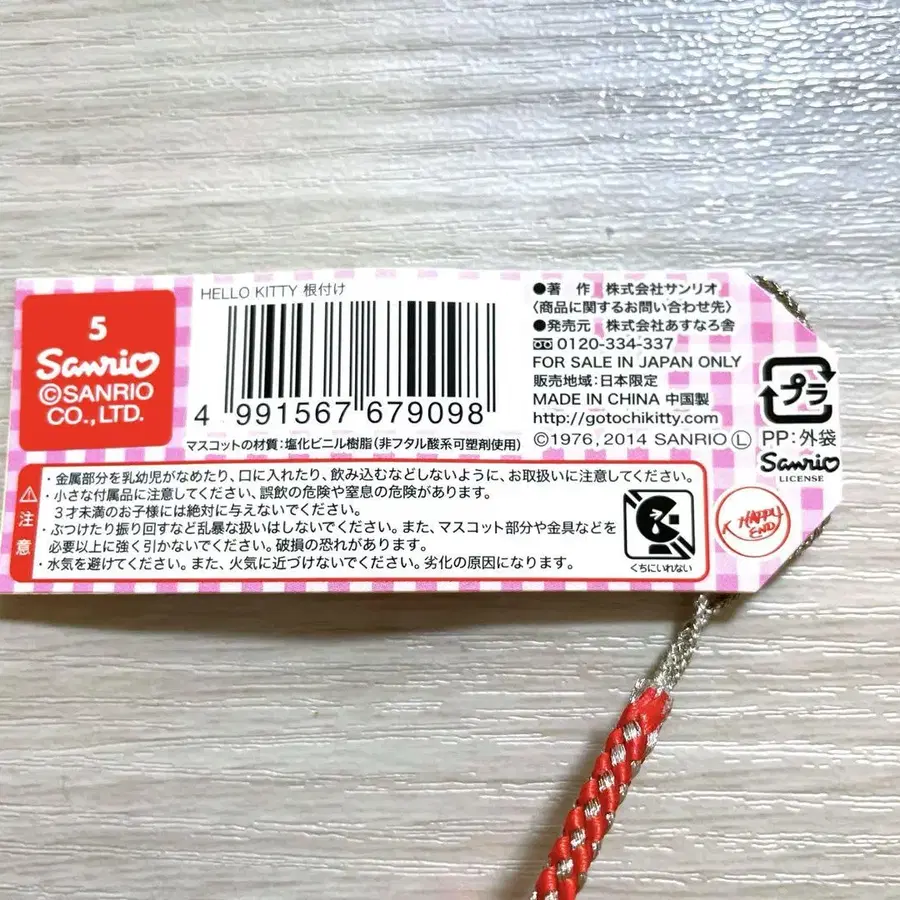 5
Sanrio
©SANRIO
CO.,LTD.
HELLO KITTY 根付け
4 991567 679098
マスコットの材質:塩化ビニル樹脂(非フタル酸系可塑剤使用)
●著 作 株式会社サンリオ
〈商品に関するお問い合わせ先〉
●発売元 株式会社あすなろ舎
0120-334-337
FOR SALE IN JAPAN ONLY
販売地域:日本限定
MADE IN CHINA 中国製
http://gotochikitty.com
©1976, 2014 SANRIO Ⓛ
プラ
PP:外袋
Sanrio
LICENSE
HAPPY
END
⚠注意
・金属部分を乳幼児がなめたり、口に入れたり、飲み込むなどしないように、お取扱いに注意してください。
・小さな付属品に注意してください、誤飲の危険や窒息の危険があります。
3才未満のお子様には絶対に与えないでください。
・ぶつけたり振り回すなど乱暴な扱いはしないでください。また、マスコット部分や金具などを
必要以上に強く引かないでください。破損の恐れがあります。
・水気を避けてください。また、火気に近づけないでください。劣化の原因になります。
くちにいれない